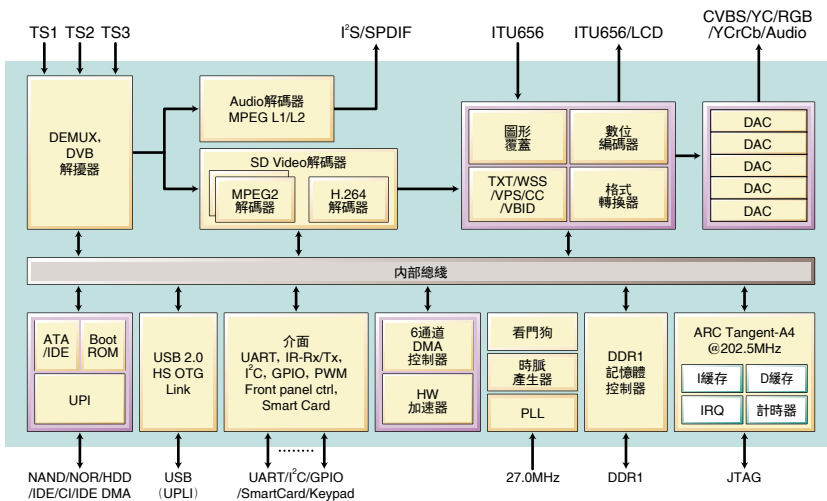 TS1 TS2 TS3
I²S/SPDIF
ITU656
ITU656/LCD
CVBS/YC/RGB
/YCrCb/Audio
DEMUX,
DVB
解擾器
Audio解碼器
MPEG L1/L2
SD Video解碼器
MPEG2
解碼器
H.264
解碼器
圖形
覆蓋
數位
編碼器
TXT/WSS
/VPS/CC
/VBID
格式
轉換器
DAC
DAC
DAC
DAC
DAC
内部總綫
ATA
/IDE
Boot
ROM
UPI
USB 2.0
HS OTG
Link
介面
UART, IR-Rx/Tx,
I²C, GPIO, PWM
Front panel ctrl,
Smart Card
6通道
DMA
控制器
HW
加速器
看門狗
時脈
產生器
PLL
DDR1
記憶體
控制器
ARC Tangent-A4
@202.5MHz
I緩存
D緩存
IRQ
計時器
NAND/NOR/HDD
/IDE/CI/IDE DMA
USB
(UPLI)
........
UART/I²C/GPIO
/SmartCard/Keypad
27.0MHz
DDR1
JTAG